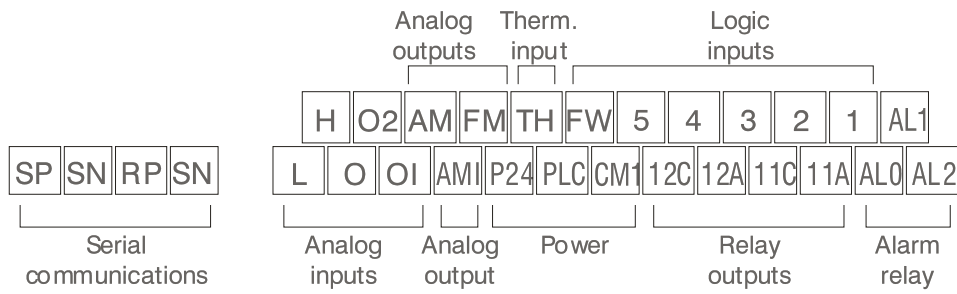 Analog outputs
Therm. input
Logic inputs
H O2 AM FM TH FW 5 4 3 2 1 AL1
SP SN RP SN L O OI AMI P24 PLC CM1 12C 12A 11C 11A AL0 AL2
Serial communications
Analog inputs
Analog output
Power
Relay outputs
Alarm relay